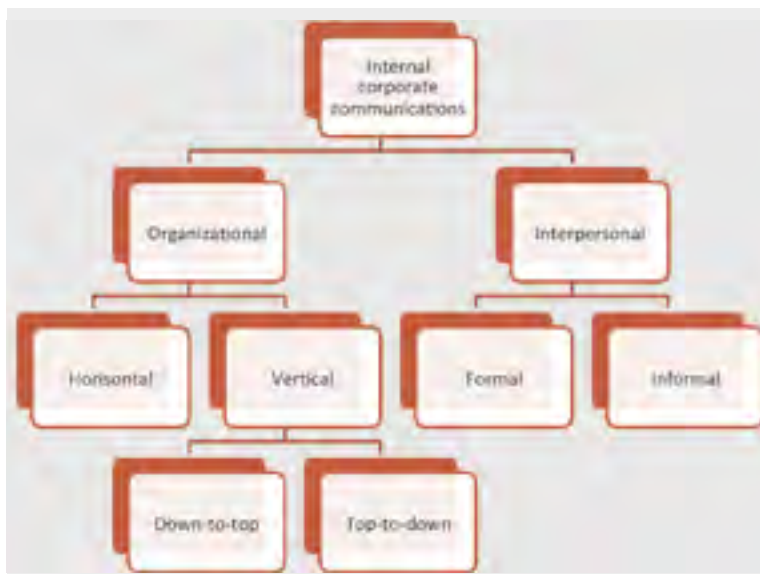 Internal
corporate
communications
Organizational
Interpersonal
Horisontal
Vertical
Formal
Informal
Down-to-top
Top-to-down